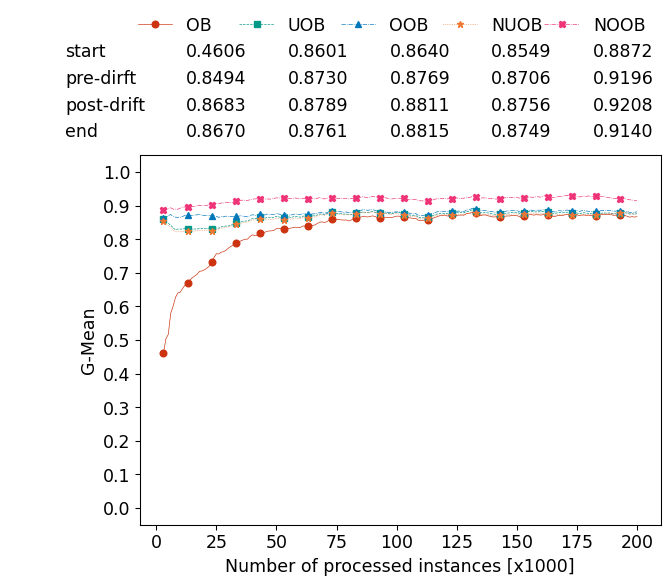 OB UOB OOB NUOB NOOB
start 0.4606 0.8601 0.8640 0.8549 0.8872
pre-dirft 0.8494 0.8730 0.8769 0.8706 0.9196
post-drift 0.8683 0.8789 0.8811 0.8756 0.9208
end 0.8670 0.8761 0.8815 0.8749 0.9140
1.0
0.9
0.8
0.7
0.6
0.5
0.4
0.3
0.2
0.1
0.0
G-Mean
0 25 50 75 100 125 150 175 200
Number of processed instances [x1000]